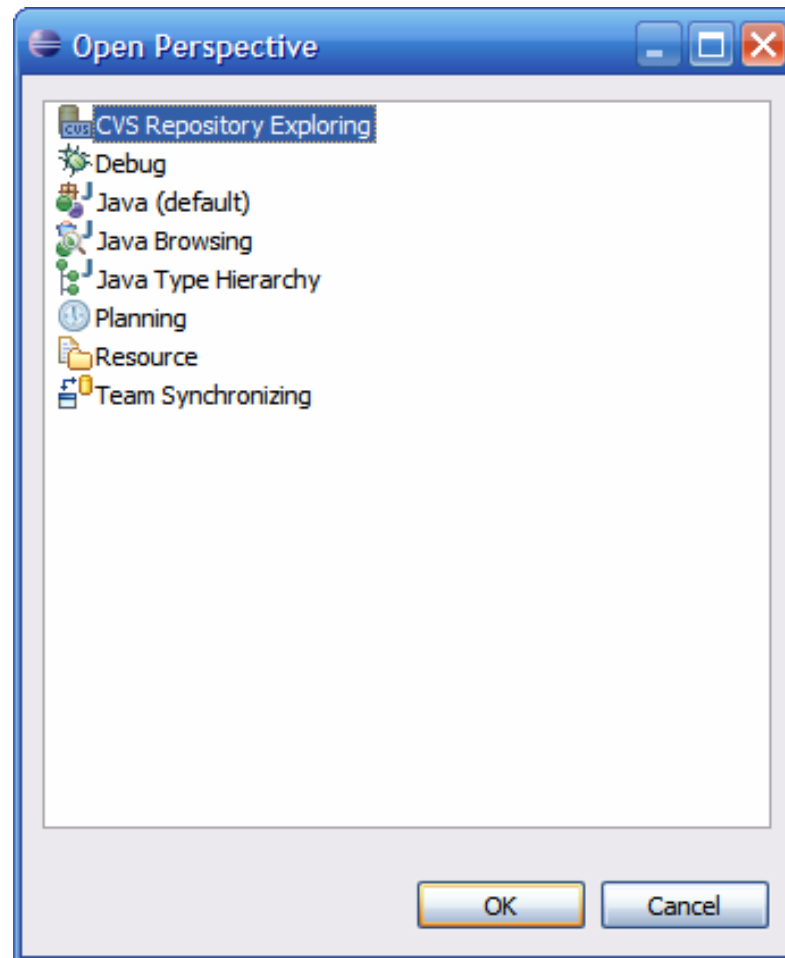 Open Perspective
CVS CVS Repository Exploring
Debug
Java (default)
Java Browsing
Java Type Hierarchy
Planning
Resource
Team Synchronizing
OK Cancel